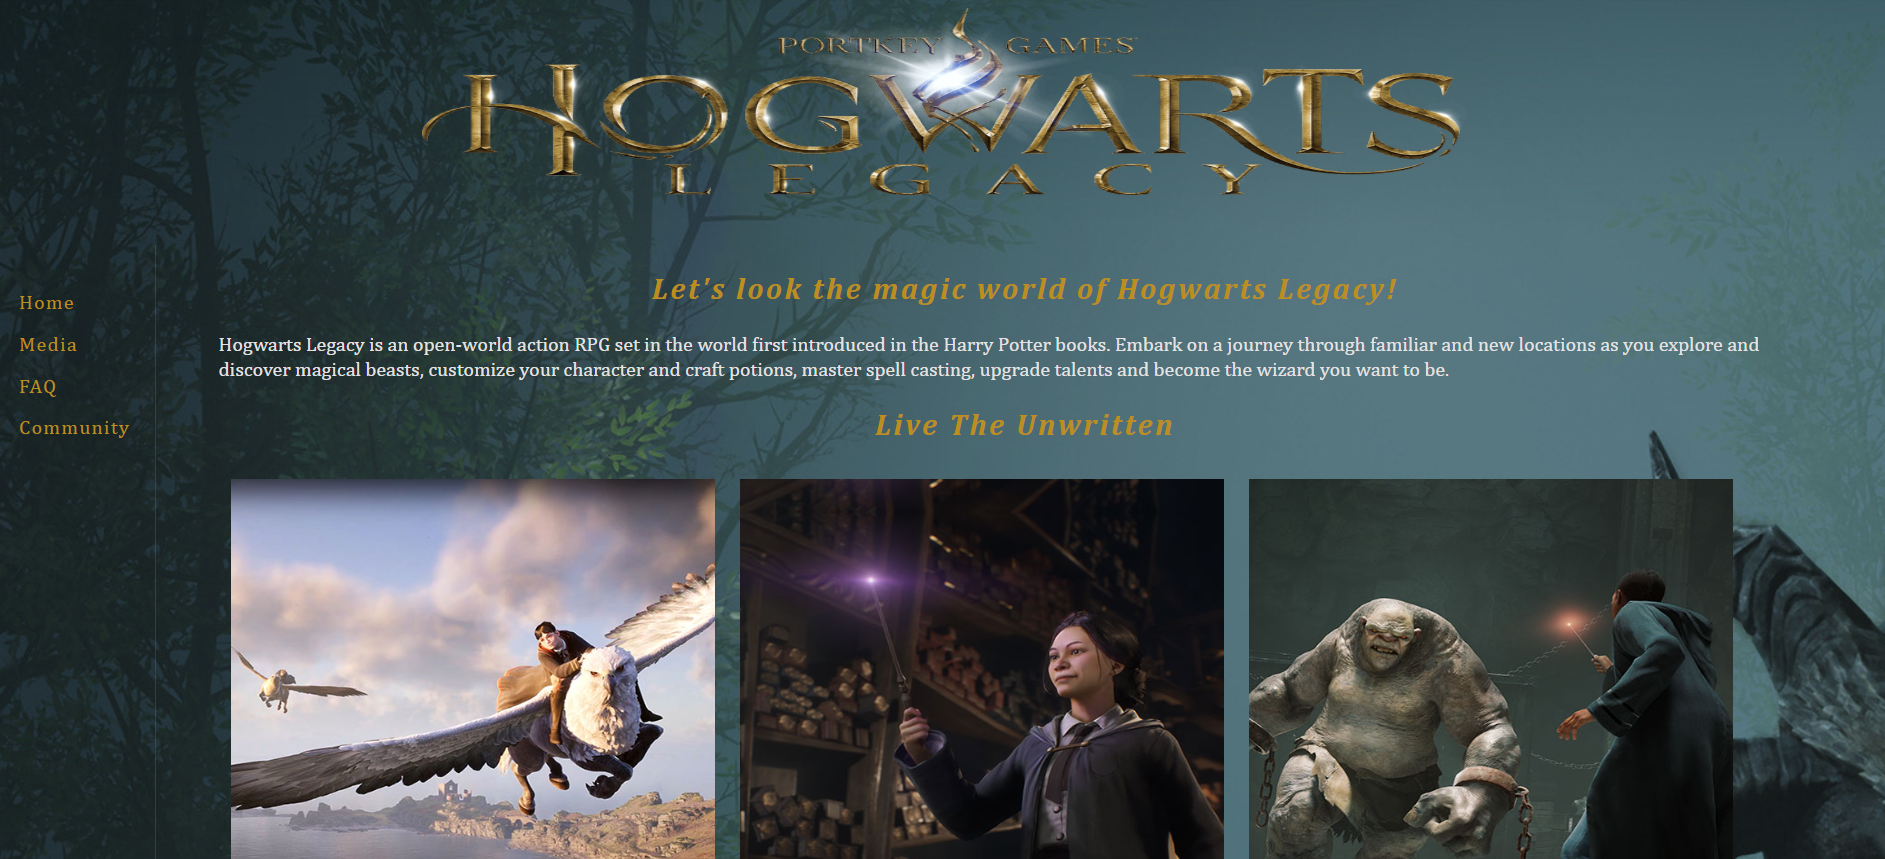 PORTKEY GAMES
HOGWARTS
LEGACY
Home
Media
FAQ
Community
Let's look the magic world of Hogwarts Legacy!
Hogwarts Legacy is an open-world action RPG set in the world first introduced in the Harry Potter books. Embark on a journey through familiar and new locations as you explore and
discover magical beasts, customize your character and craft potions, master spell casting, upgrade talents and become the wizard you want to be.
Live The Unwritten